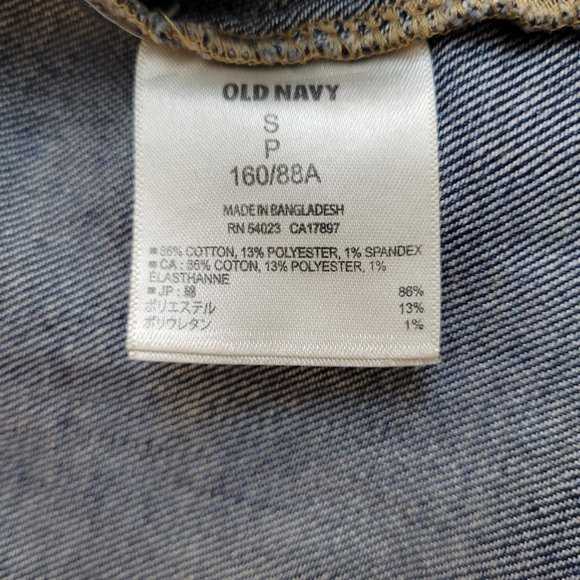 OLD NAVY
S
P
160/88A
MADE IN BANGLADESH
RN 54023 CA17897
■ 86% COTTON, 13% POLYESTER, 1% SPANDEX
■ CA : 86% COTON, 13% POLYESTER, 1%
ÉLASTHANNE
■ JP : 綿 86%
ポリエステル 13%
ポリウレタン 1%